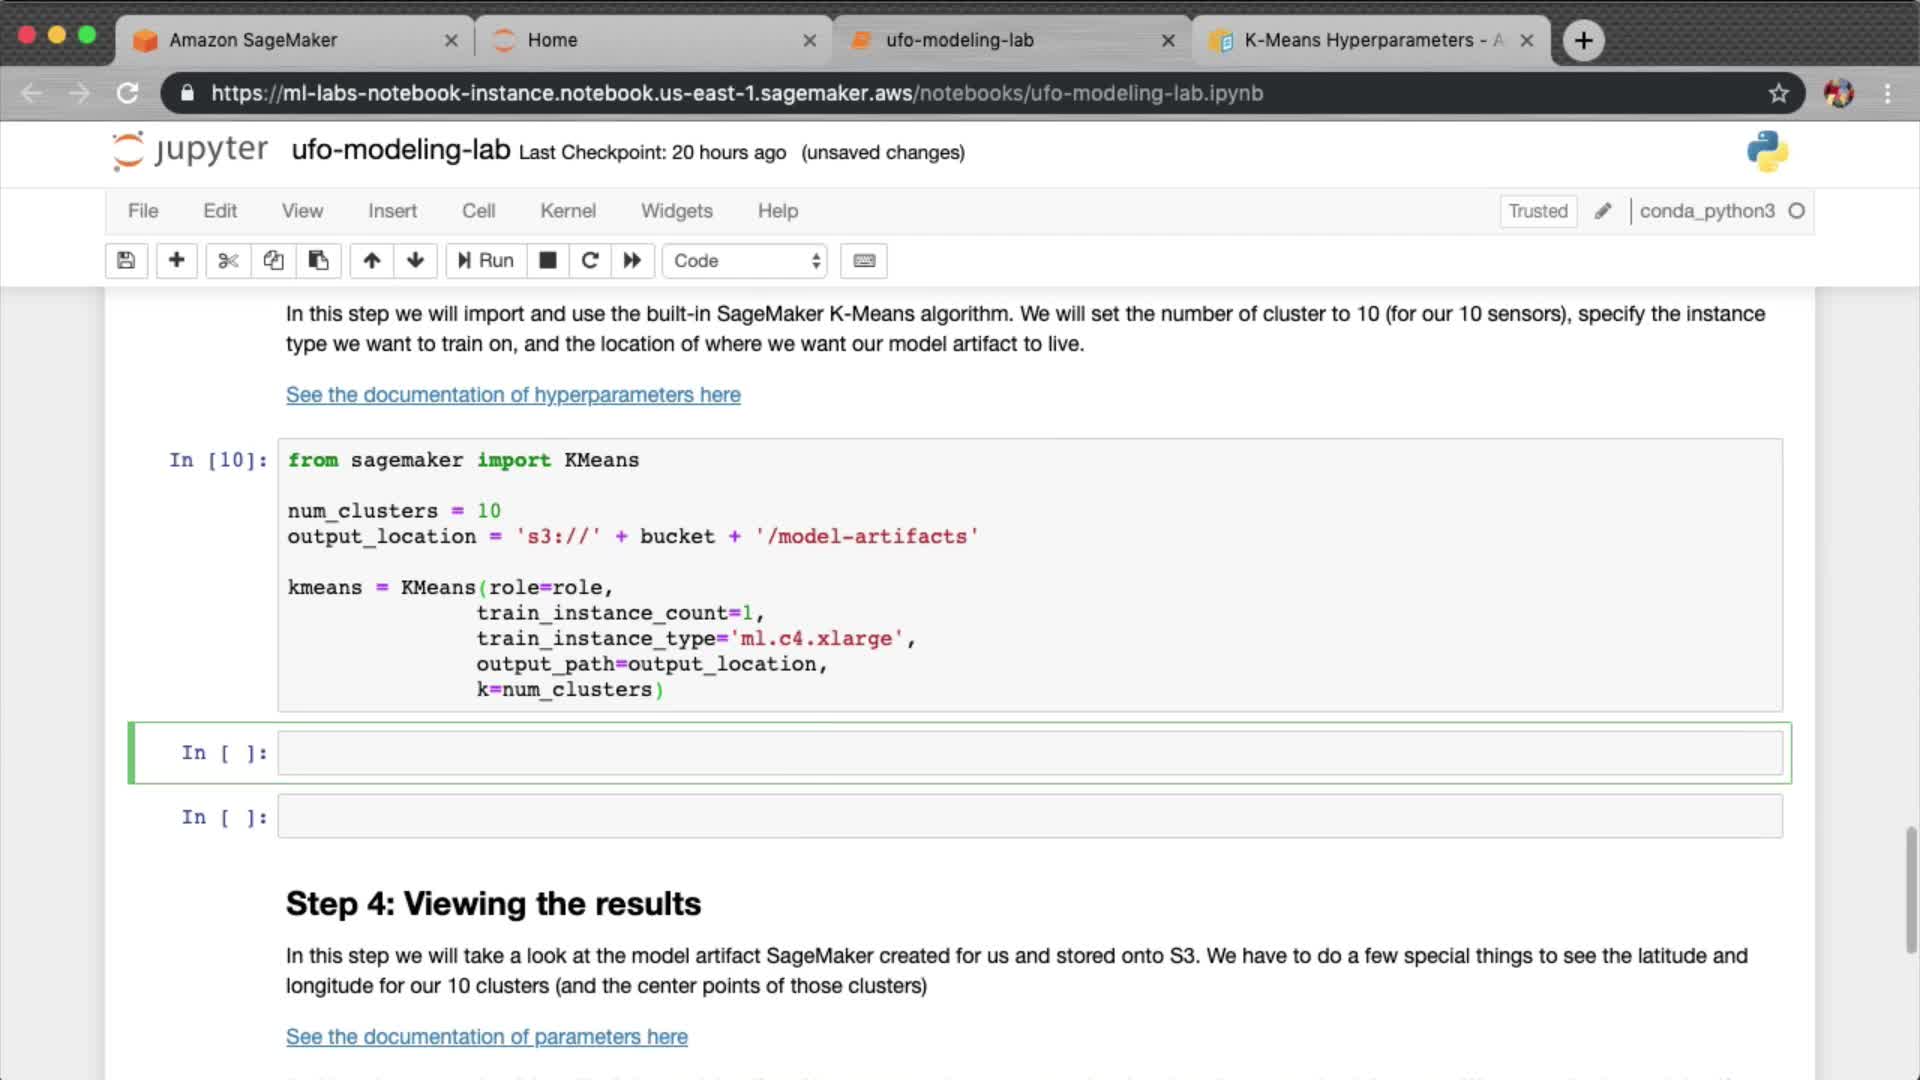 Amazon SageMaker
Home
ufo-modeling-lab
K-Means Hyperparameters - A
https://ml-labs-notebook-instance.notebook.us-east-1.sagemaker.aws/notebooks/ufo-modeling-lab.ipynb
jupyter ufo-modeling-lab Last Checkpoint: 20 hours ago (unsaved changes)
File Edit View Insert Cell Kernel Widgets Help Trusted conda_python3
Run Code
In this step we will import and use the built-in SageMaker K-Means algorithm. We will set the number of cluster to 10 (for our 10 sensors), specify the instance
type we want to train on, and the location of where we want our model artifact to live.
See the documentation of hyperparameters here
In [10]: from sagemaker import KMeans
num_clusters = 10
output_location = 's3://' + bucket + '/model-artifacts'
kmeans = KMeans(role=role,
train_instance_count=1,
train_instance_type='ml.c4.xlarge',
output_path=output_location,
k=num_clusters)
In [ ]:
In [ ]:
Step 4: Viewing the results
In this step we will take a look at the model artifact SageMaker created for us and stored onto S3. We have to do a few special things to see the latitude and
longitude for our 10 clusters (and the center points of those clusters)
See the documentation of parameters here